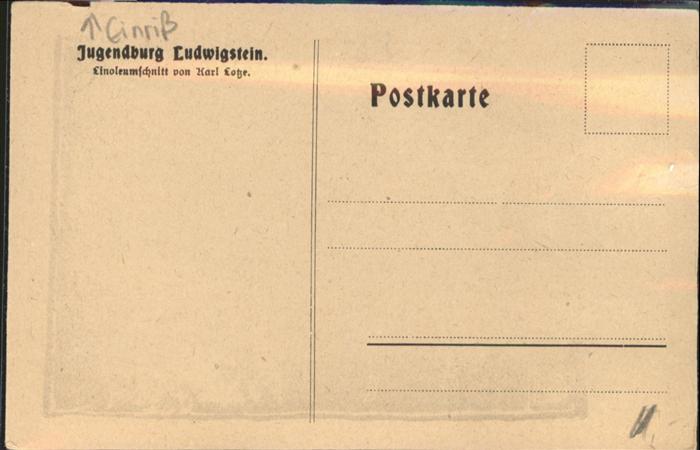 ↑ Einriß
Jugendburg Ludwigstein.
Linoleumschnitt von Karl Lotze.
Postkarte